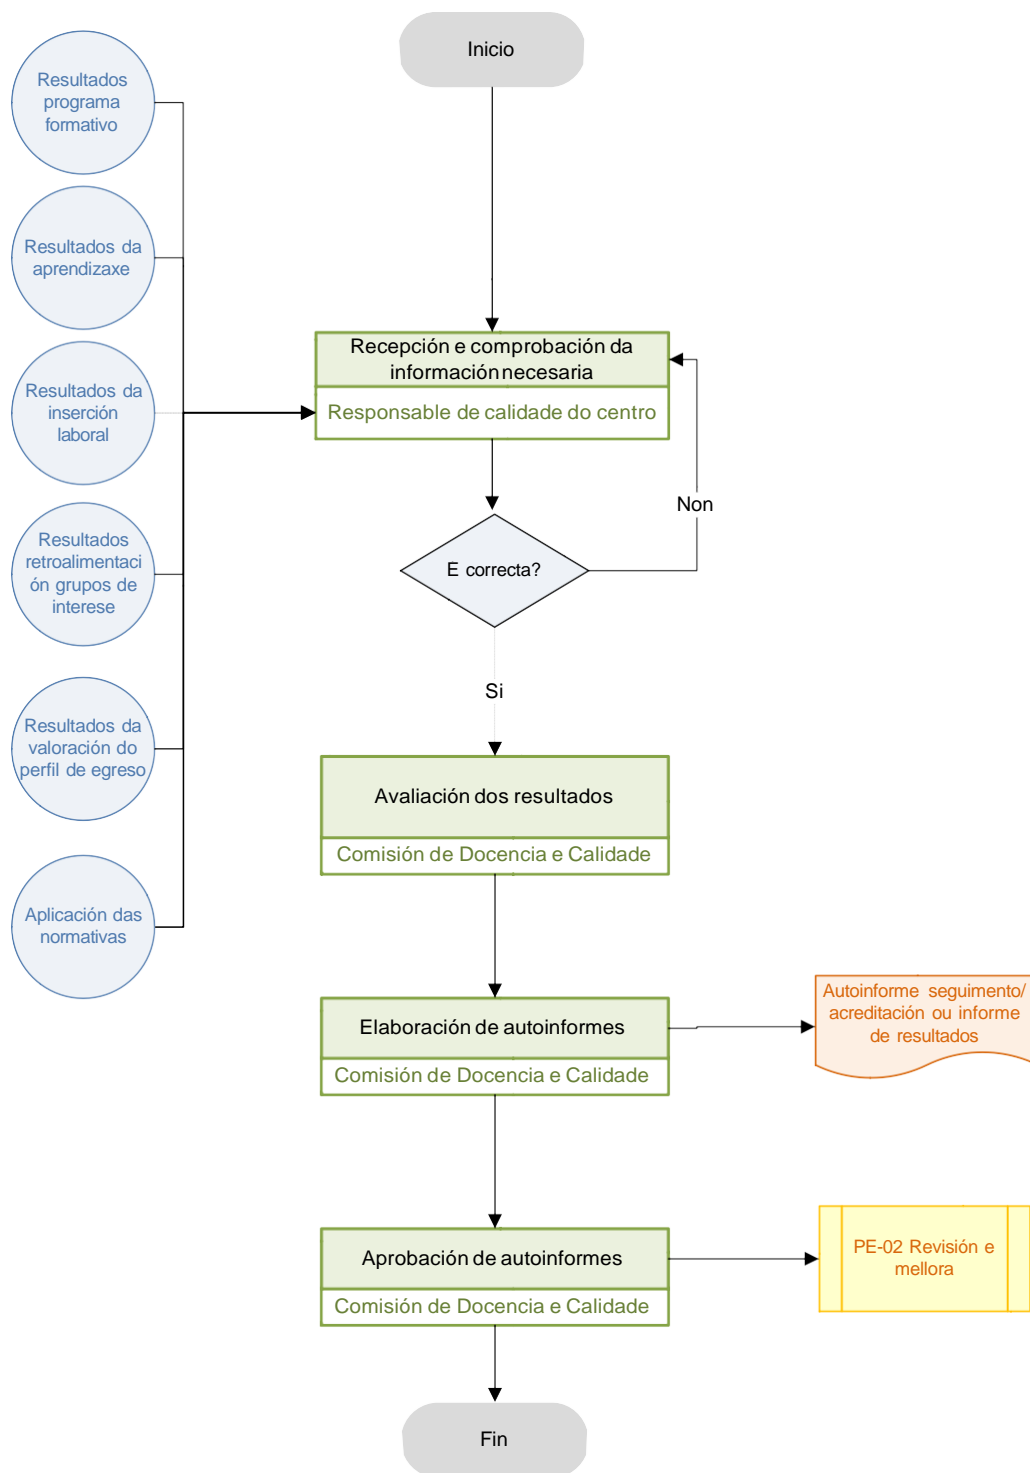 Inicio
Resultados
programa
formativo
Resultados da
aprendizaxe
Resultados da
inserción
laboral
Resultados
retroalimentaci
ón grupos de
interese
Resultados da
valoración do
perfil de egreso
Aplicación das
normativas
Recepción e comprobación da
información necesaria
Responsable de calidade do centro
Non
E correcta?
Si
Avaliación dos resultados
Comisión de Docencia e Calidade
Elaboración de autoinformes
Comisión de Docencia e Calidade
Autoinforme seguimento/
acreditación ou informe
de resultados
Aprobación de autoinformes
Comisión de Docencia e Calidade
PE-02 Revisión e
mellora
Fin